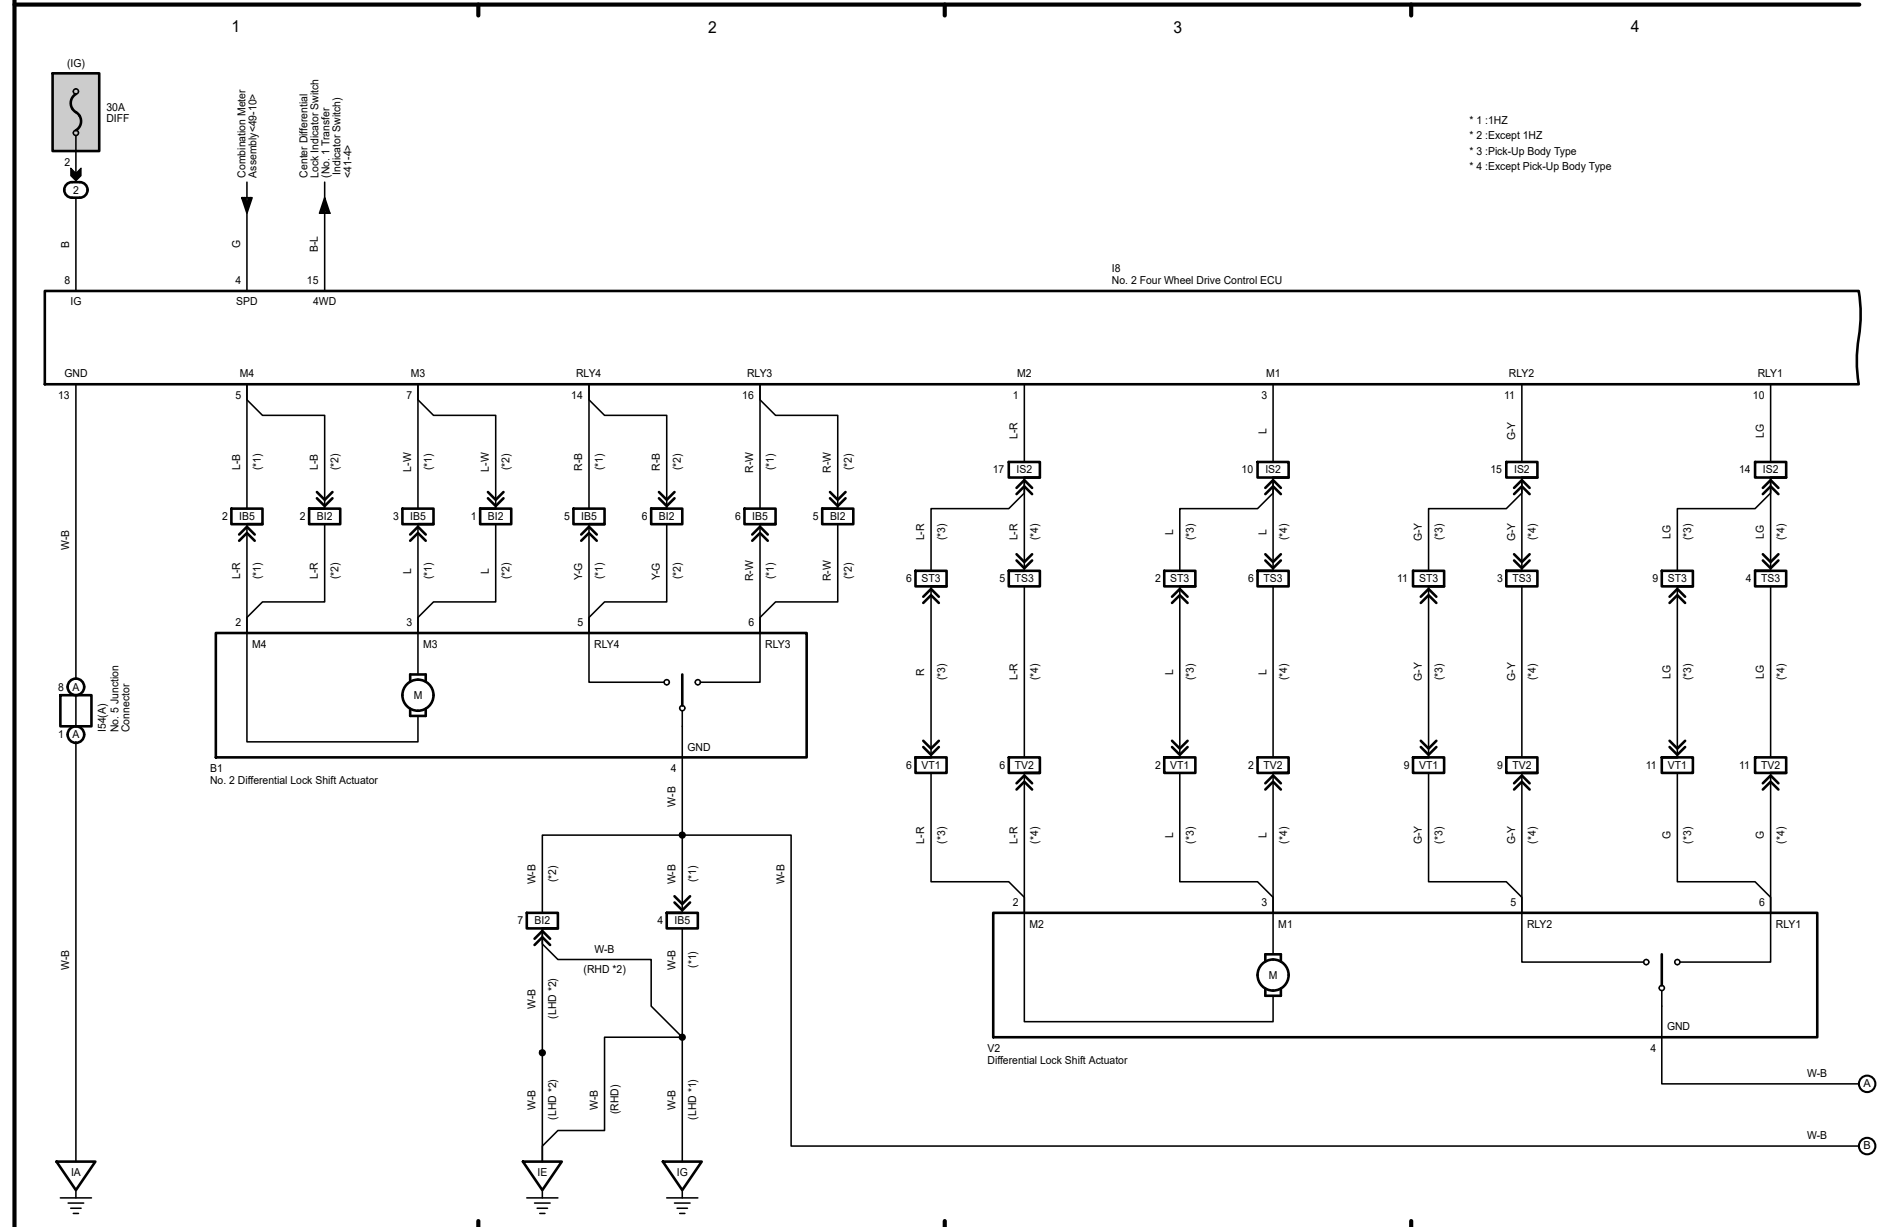 1 2 3 4
(IG)
30A
DIFF
2
2
B
8
IG
Combination Meter
Assembly<49-10>
G
4
SPD
Center Differential
Lock Indicator Switch
(No. 1 Transfer
Indicator Switch)
<41-4>
B-L
15
4WD
* 1 :1HZ
* 2 :Except 1HZ
* 3 :Pick-Up Body Type
* 4 :Except Pick-Up Body Type
I8
No. 2 Four Wheel Drive Control ECU
GND M4 M3 RLY4 RLY3 M2 M1 RLY2 RLY1
13 5 7 14 16 1 3 11 10
L-R L G-Y LG
L-B (*1) L-B (*2) L-W (*1) L-W (*2) R-B (*1) R-B (*2) R-W (*1) R-W (*2)
17 IS2 10 IS2 15 IS2 14 IS2
2 IB5 2 BI2 3 IB5 1 BI2 5 IB5 6 BI2 6 IB5 5 BI2
W-B
L-R (*3) L-R (*4) L (*3) L (*4) G-Y (*3) G-Y (*4) LG (*3) LG (*4)
L-R (*1) L-R (*2) L (*1) L (*2) Y-G (*1) Y-G (*2) R-W (*1) R-W (*2)
6 ST3 5 TS3 2 ST3 6 TS3 11 ST3 3 TS3 9 ST3 4 TS3
2 3 5 6
M4 M3 RLY4 RLY3
R (*3) L-R (*4) L (*3) L (*4) G-Y (*3) G-Y (*4) LG (*3) LG (*4)
8 A
I54(A)
No. 5 Junction
Connector
1 A
M
GND
B1
No. 2 Differential Lock Shift Actuator
4
W-B
6 VT1 6 TV2 2 VT1 2 TV2 9 VT1 9 TV2 11 VT1 11 TV2
L-R (*3) L-R (*4) L (*3) L (*4) G-Y (*3) G-Y (*4) G (*3) G (*4)
W-B (*2) W-B (*1) W-B
7 BI2 4 IB5
2 3 5 6
M2 M1 RLY2 RLY1
W-B
W-B
(RHD *2)
W-B (*1)
W-B (LHD *2)
M
GND
V2
Differential Lock Shift Actuator
4
W-B A
W-B (LHD *2) W-B (RHD) W-B (LHD *1)
W-B B
IA IE IG